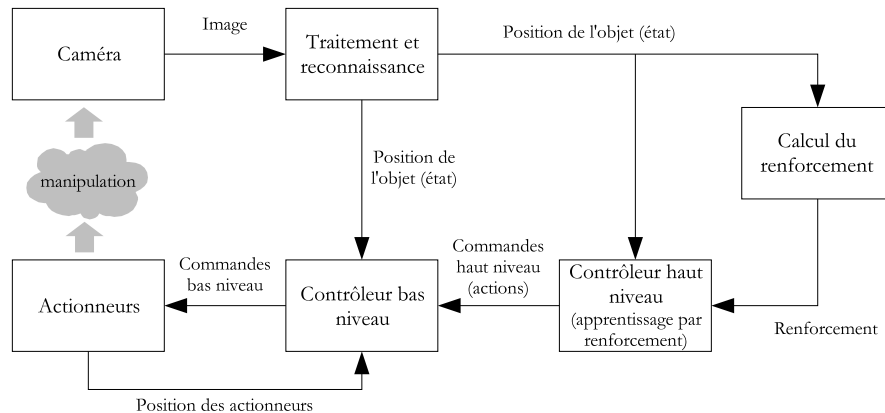 Image
Caméra
Traitement et
reconnaissance
Position de l'objet (état)
Calcul du
renforcement
Position de
l'objet (état)
manipulation
Commandes
bas niveau
Commandes
haut niveau
(actions)
Actionneurs
Contrôleur bas
niveau
Contrôleur haut
niveau
(apprentissage par
renforcement)
Renforcement
Position des actionneurs